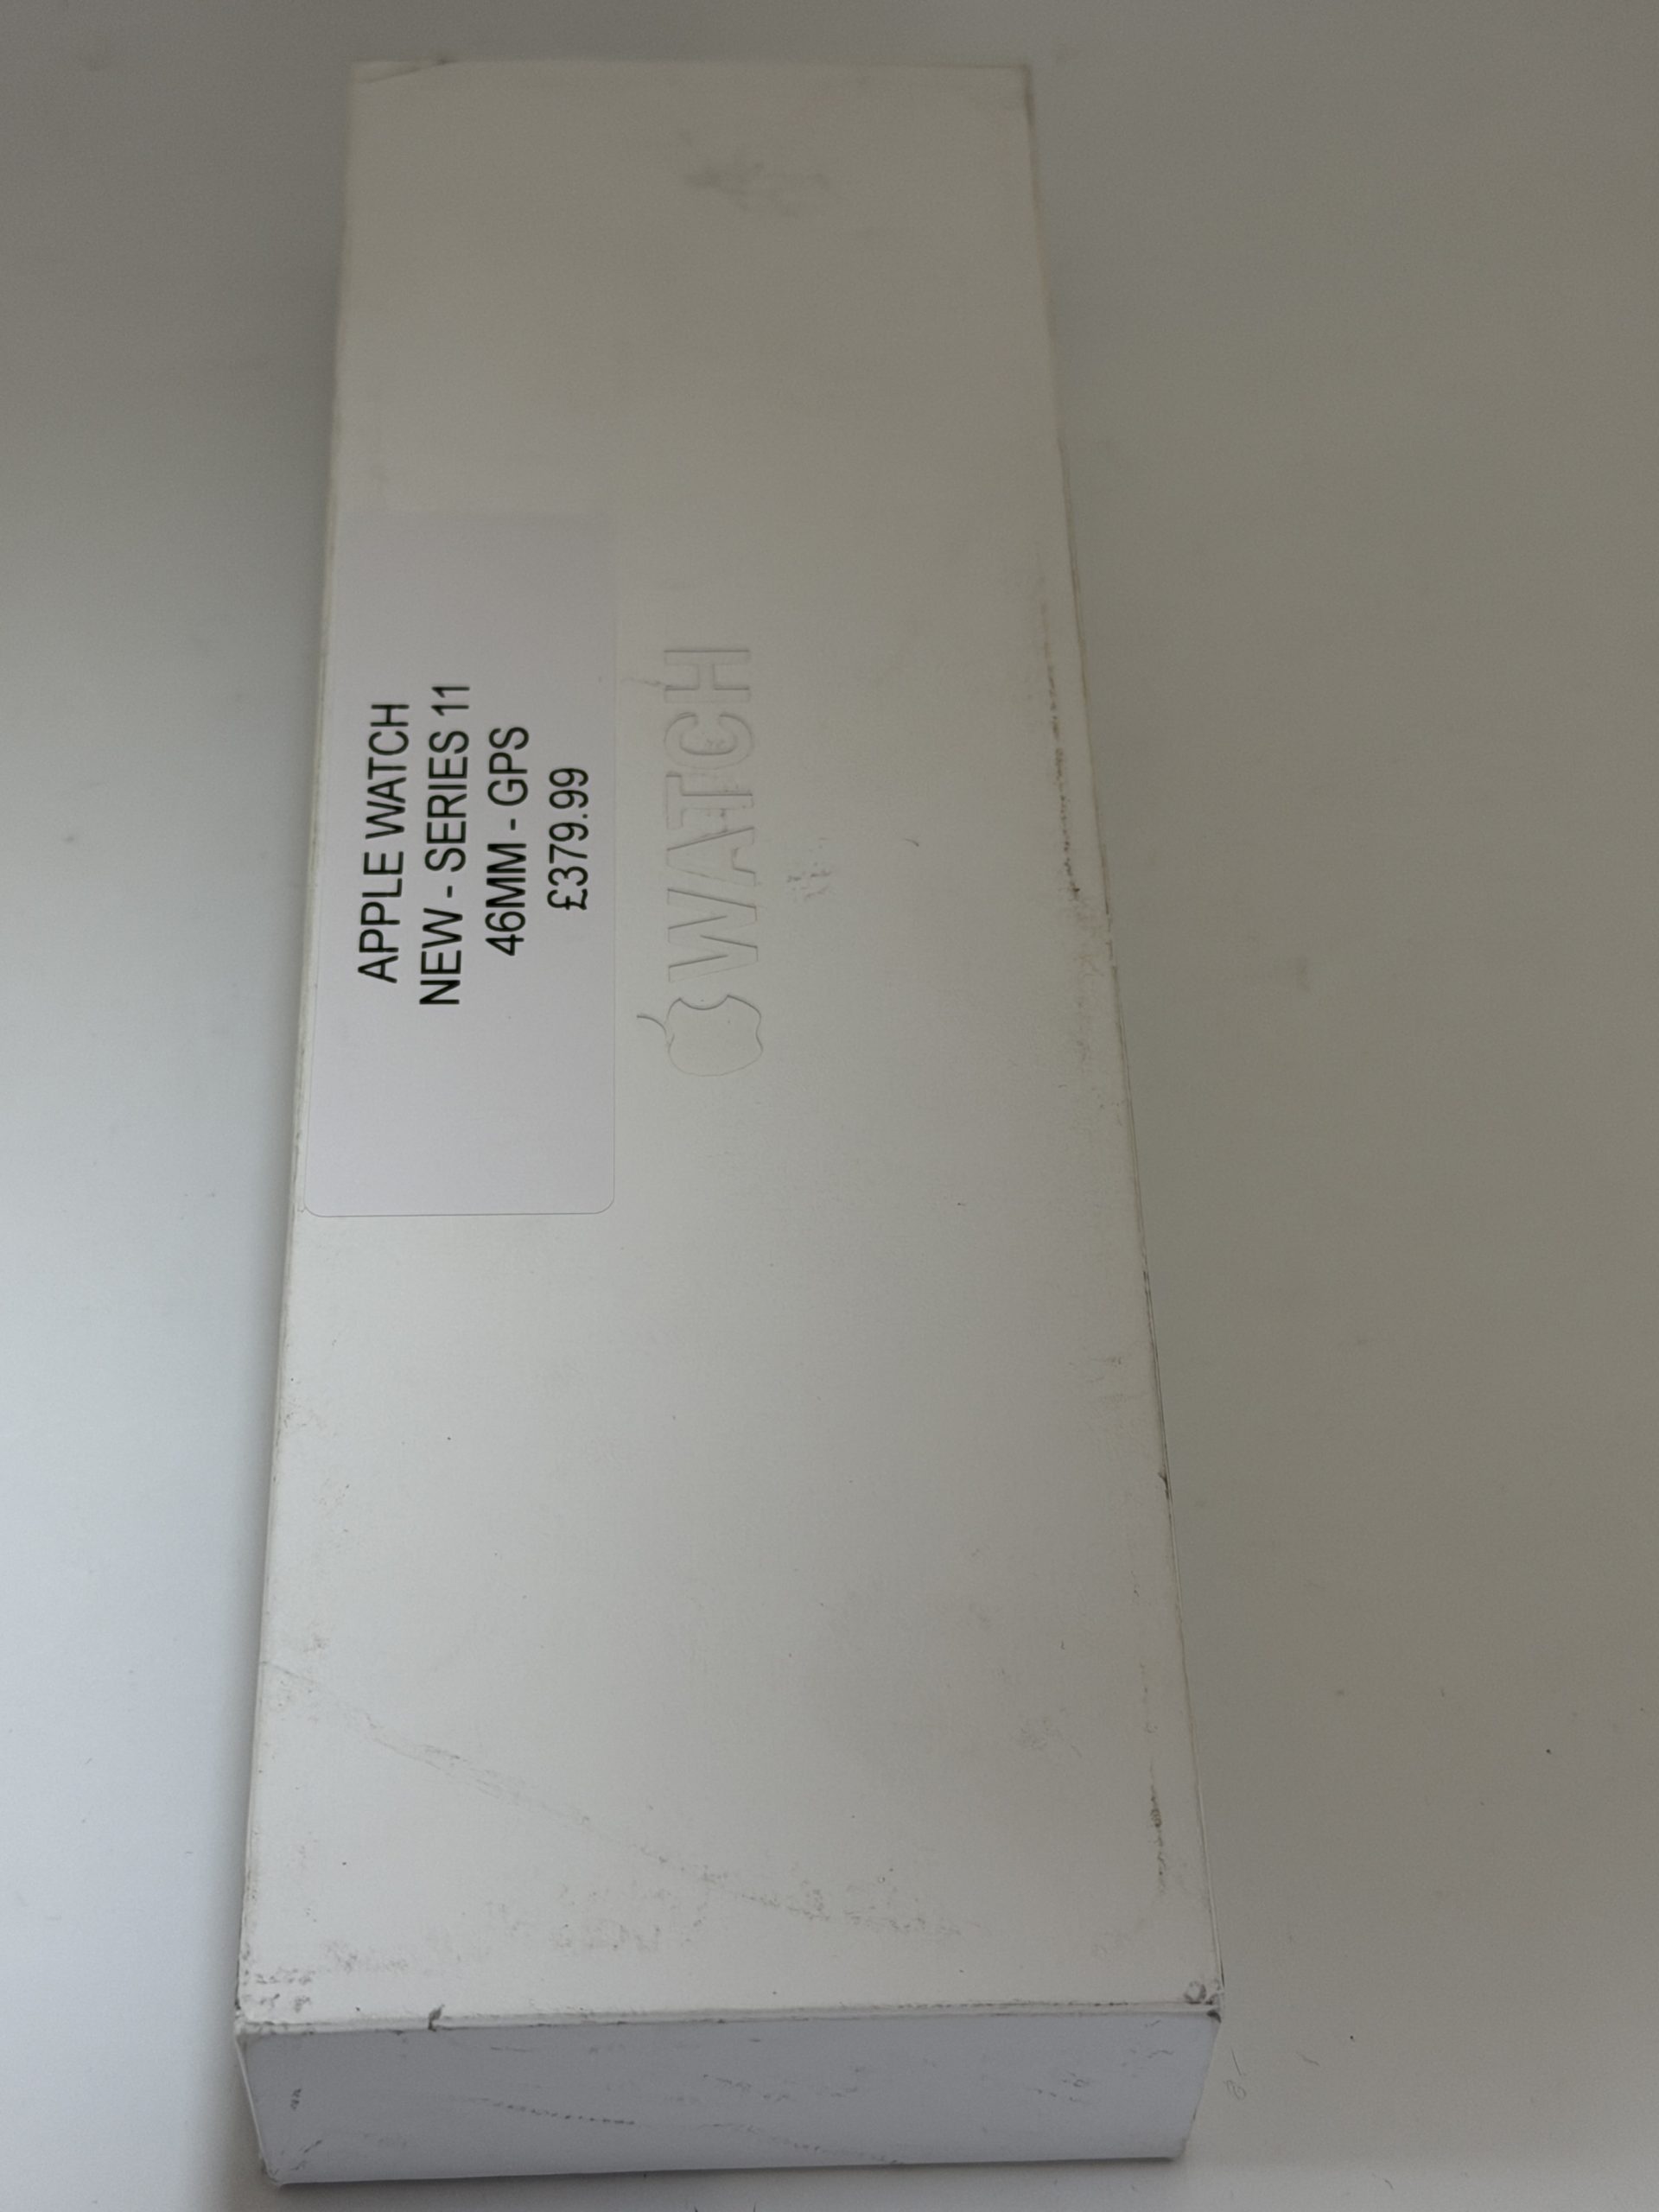 APPLE WATCH
NEW - SERIES 11
46MM - GPS
£379.99
WATCH